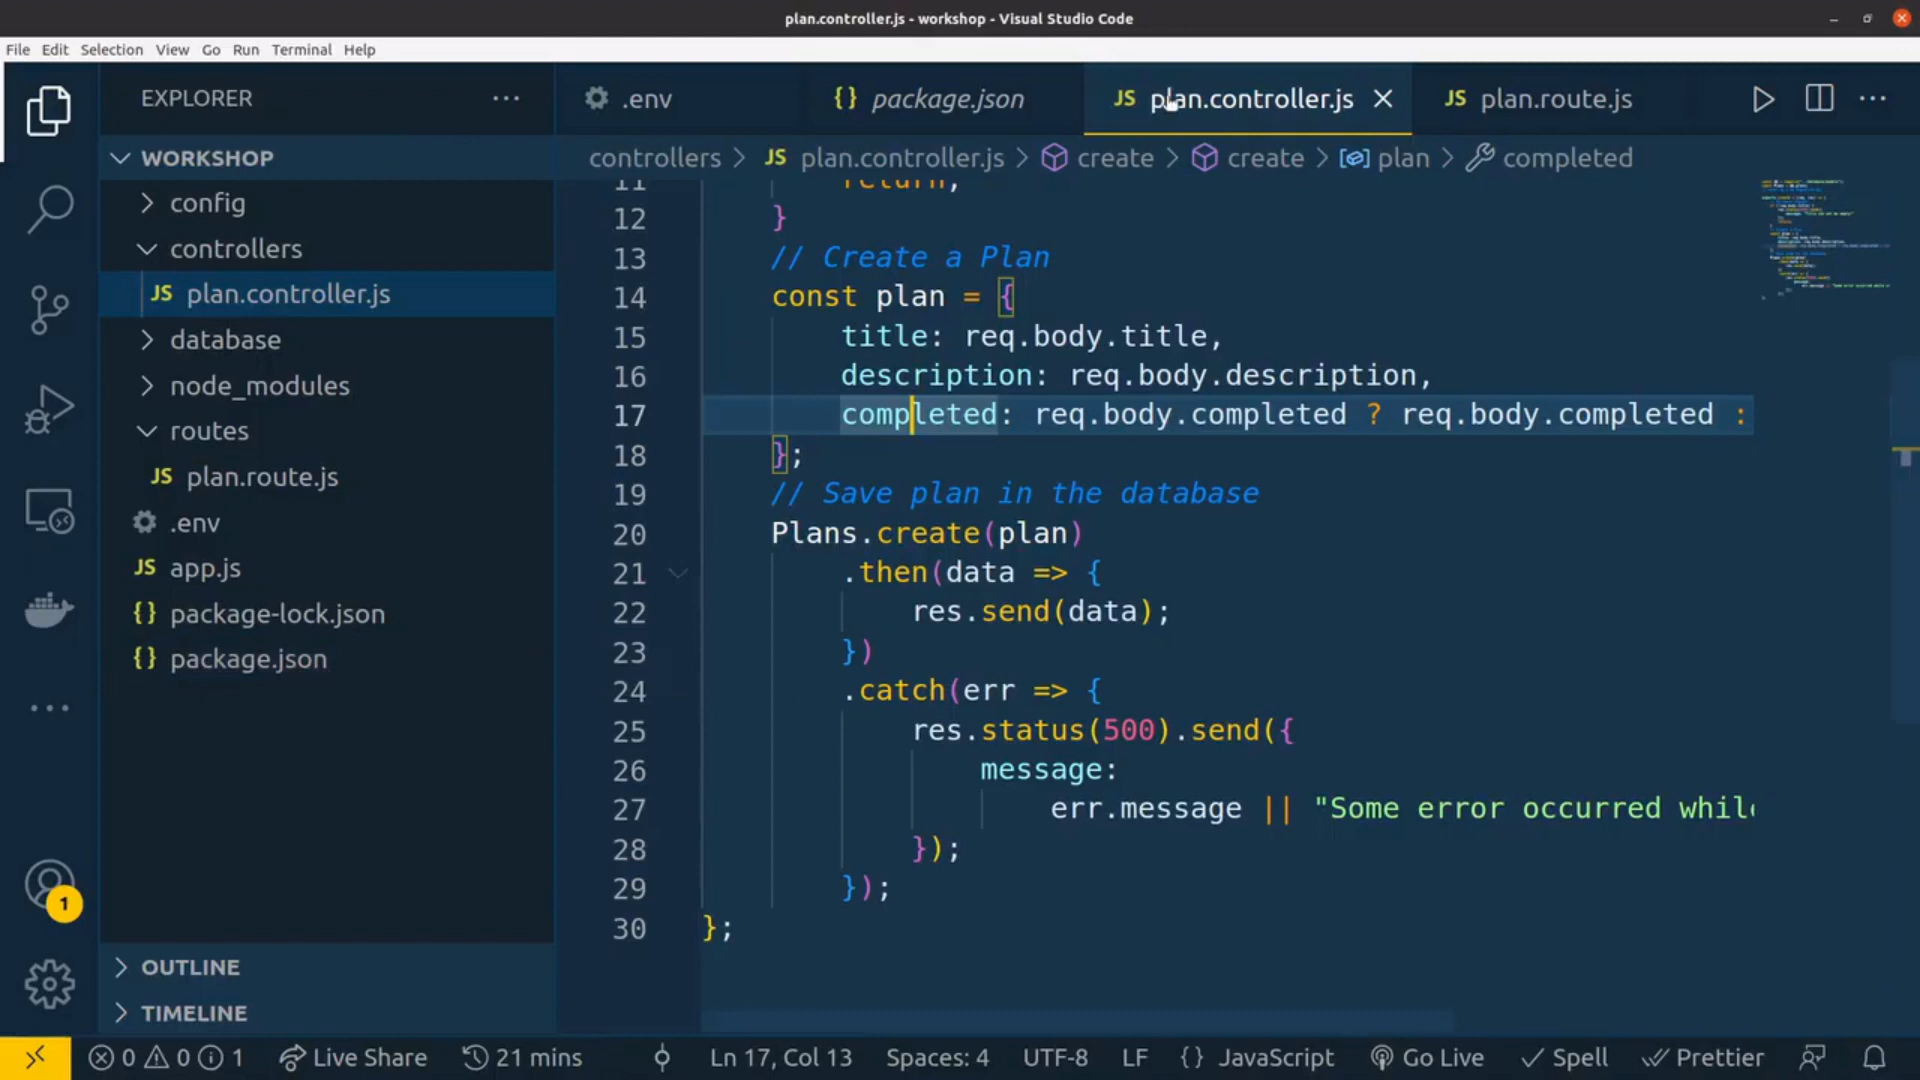 plan.controller.js - workshop - Visual Studio Code
File Edit Selection View Go Run Terminal Help
EXPLORER
WORKSHOP
config
controllers
JS plan.controller.js
database
node_modules
routes
JS plan.route.js
.env
JS app.js
{} package-lock.json
{} package.json
OUTLINE
TIMELINE
1
.env {} package.json JS plan.controller.js JS plan.route.js
controllers > JS plan.controller.js > create > create > plan > completed
11 return;
12 }
13 // Create a Plan
14 const plan = {
15 title: req.body.title,
16 description: req.body.description,
17 completed: req.body.completed ? req.body.completed :
18 };
19 // Save plan in the database
20 Plans.create(plan)
21 .then(data => {
22 res.send(data);
23 })
24 .catch(err => {
25 res.status(500).send({
26 message:
27 err.message || "Some error occurred while
28 });
29 });
30 };
0 0 1 Live Share 21 mins Ln 17, Col 13 Spaces: 4 UTF-8 LF {} JavaScript Go Live Spell Prettier